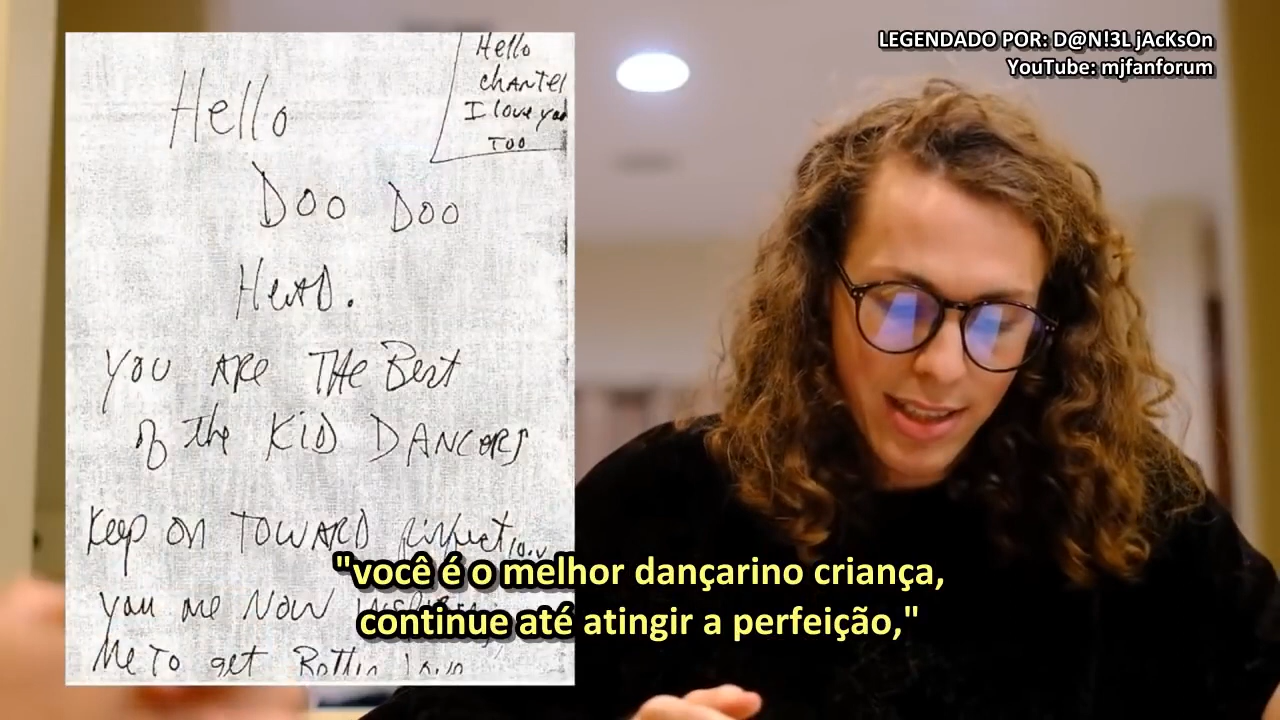 LEGENDADO POR: D@N!3L jAcKsOn
YouTube: mjfanforum
Hello
chantel
I love you
Too
Hello
Doo Doo
Head.
You ARe THe Best
of the KiD DANCeRS
Keep on TOWARD
you are Now
Me To get
"você é o melhor dançarino criança,
continue até atingir a perfeição,"